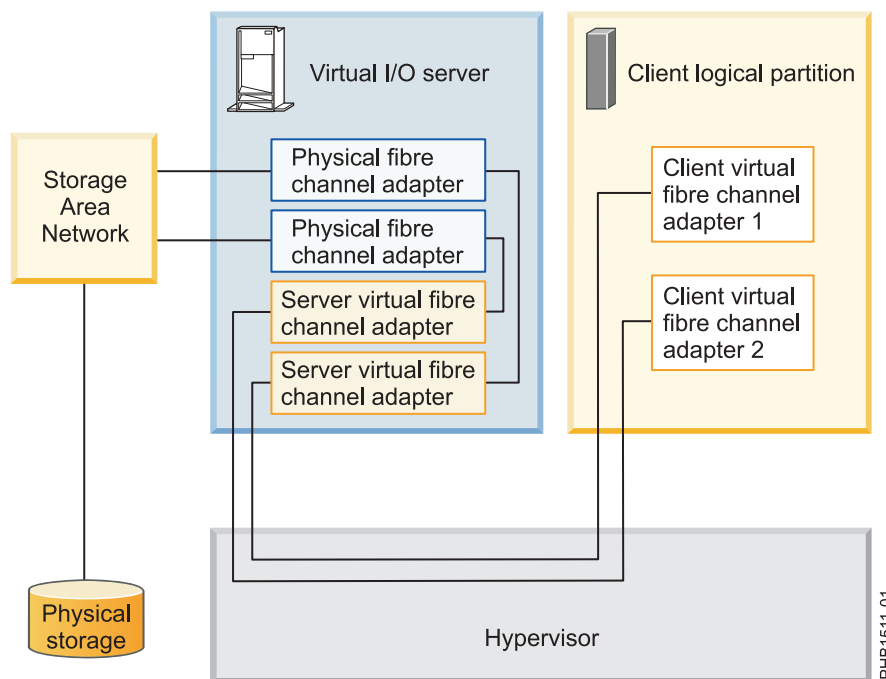 Virtual I/O server
Client logical partition
Storage
Area
Network
Physical fibre
channel adapter
Physical fibre
channel adapter
Server virtual fibre
channel adapter
Server virtual fibre
channel adapter
Client virtual
fibre channel
adapter 1
Client virtual
fibre channel
adapter 2
Physical
storage
Hypervisor
PHB1511-01